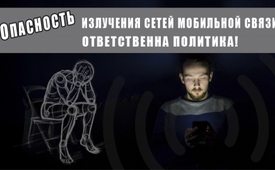 ОПАСНОСТЬ
ИЗЛУЧЕНИЯ СЕТЕЙ МОБИЛЬНОЙ СВЯЗИ
ОТВЕТСТВЕННА ПОЛИТИКА!